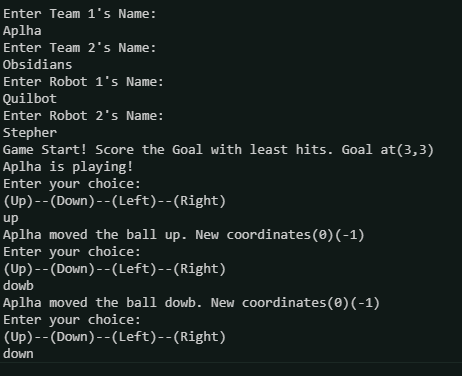 Enter Team 1's Name:
Aplha
Enter Team 2's Name:
Obsidians
Enter Robot 1's Name:
Quilbot
Enter Robot 2's Name:
Stepher
Game Start! Score the Goal with least hits. Goal at(3,3)
Aplha is playing!
Enter your choice:
(Up)--(Down)--(Left)--(Right)
up
Aplha moved the ball up. New coordinates(0)(-1)
Enter your choice:
(Up)--(Down)--(Left)--(Right)
dowb
Aplha moved the ball dowb. New coordinates(0)(-1)
Enter your choice:
(Up)--(Down)--(Left)--(Right)
down